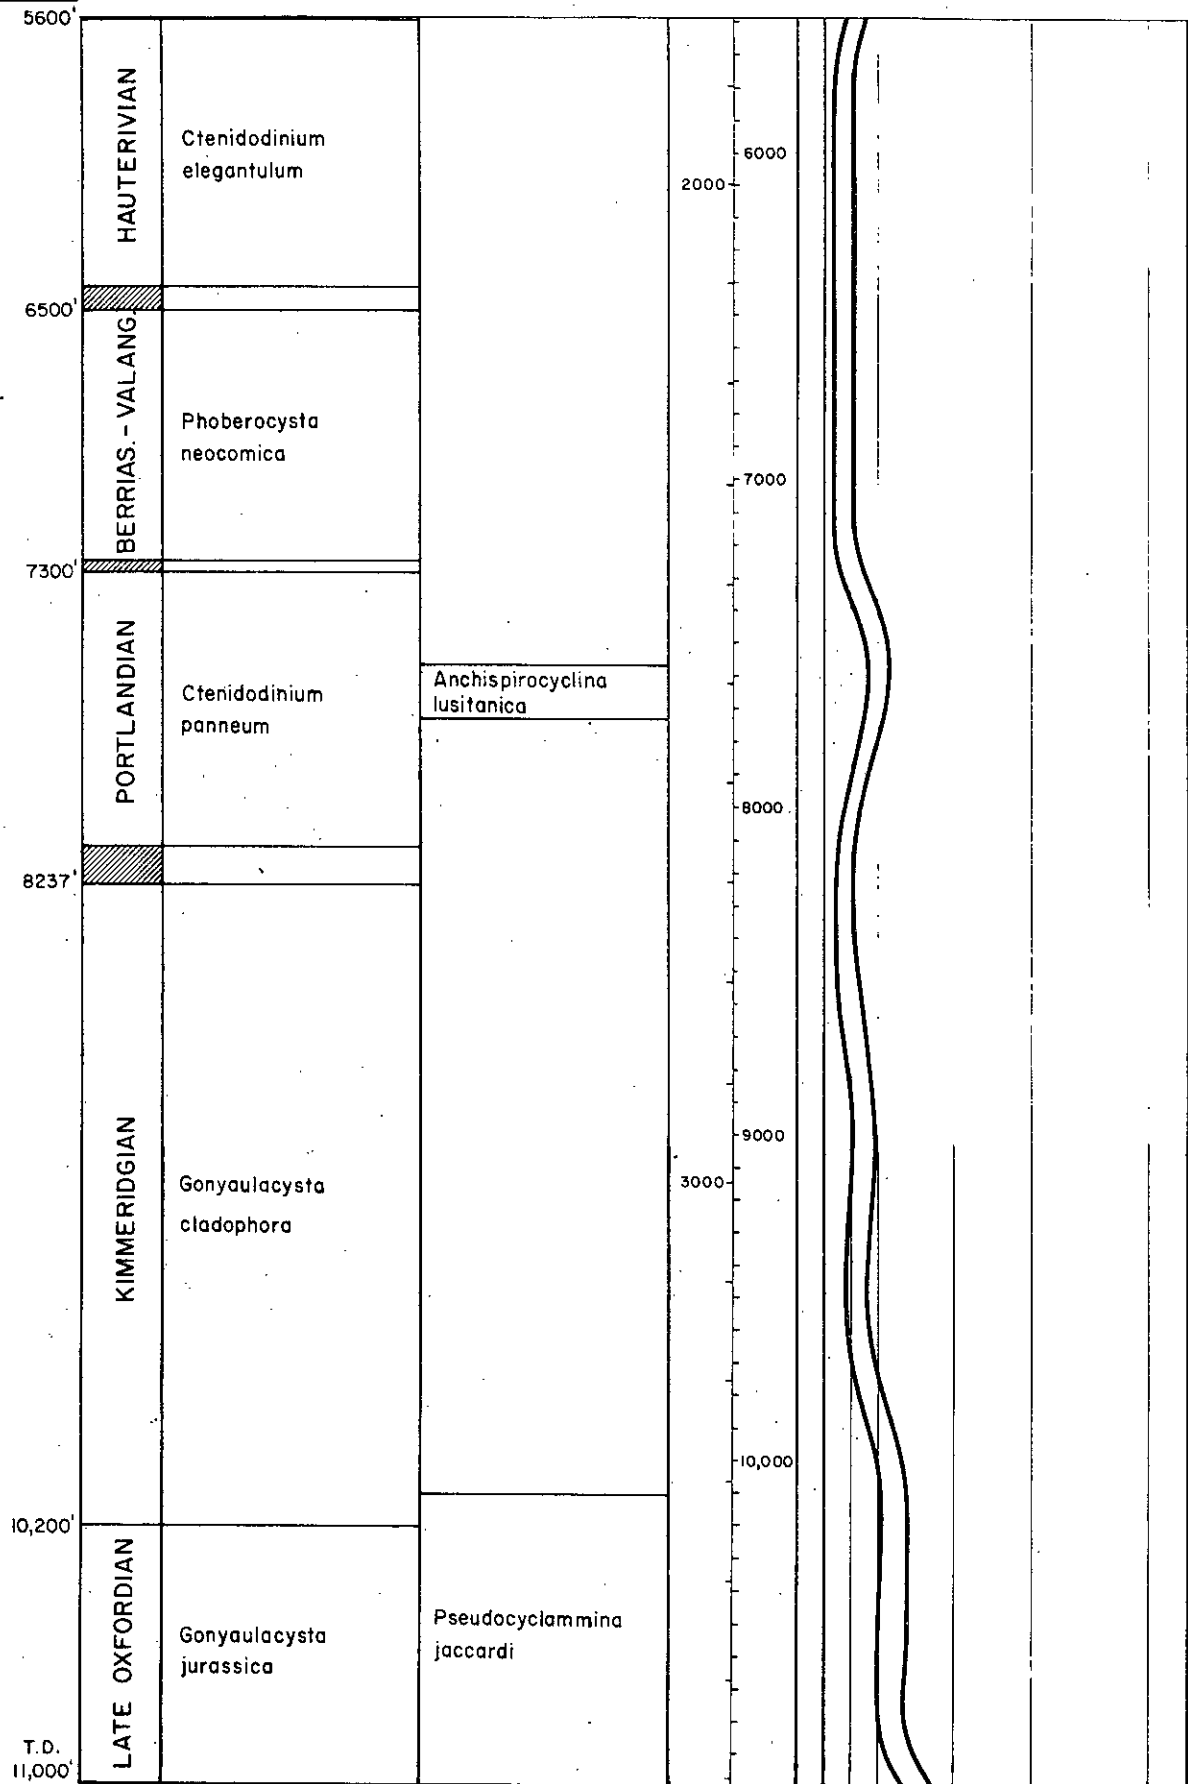 5600'
HAUTERIVIAN
Ctenidodinium
elegantulum
6000
2000
6500'
BERRIAS.-VALANG.
Phoberocysta
neocomica
7000
7300'
PORTLANDIAN
Ctenidodinium
panneum
Anchispirocyclina
lusitanica
8000
8237'
KIMMERIDGIAN
Gonyaulacysta
cladophora
9000
3000
10,000
10,200'
LATE OXFORDIAN
Gonyaulacysta
jurassica
Pseudocyclammina
jaccardi
T.D.
11,000'